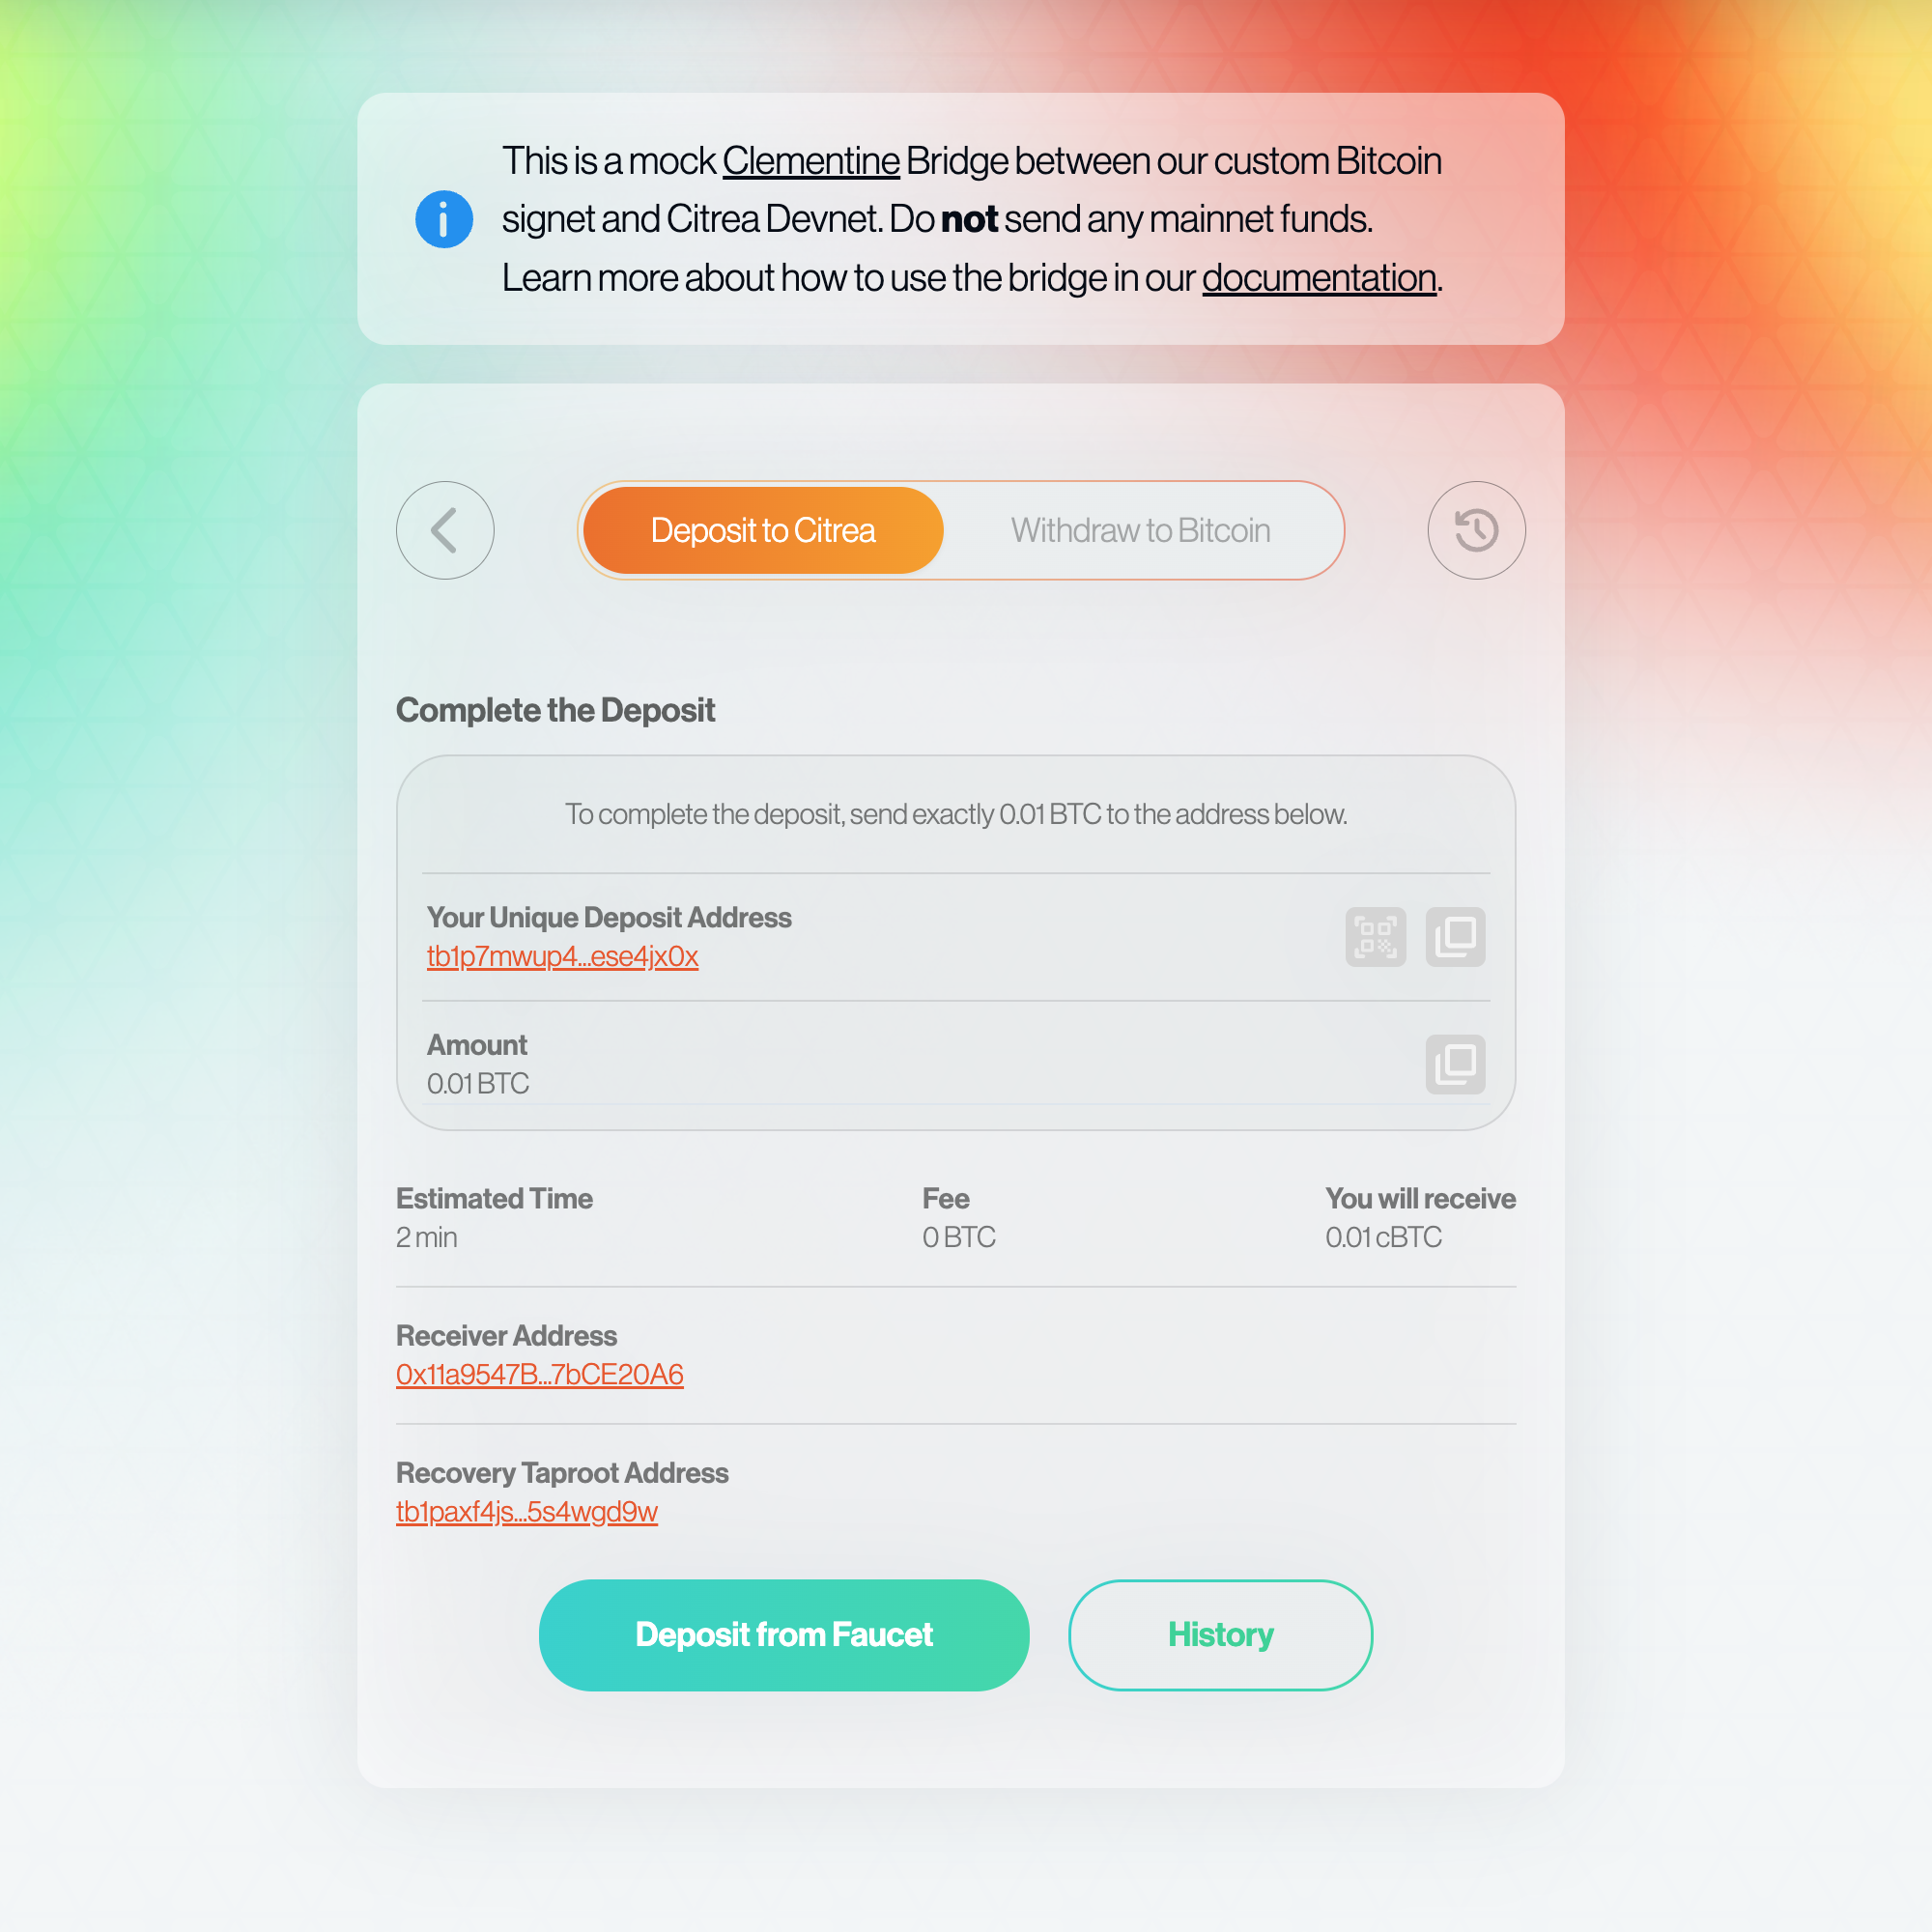 This is a mock Clementine Bridge between our custom Bitcoin
signet and Citrea Devnet. Do not send any mainnet funds.
Learn more about how to use the bridge in our documentation.
Deposit to Citrea
Withdraw to Bitcoin
Complete the Deposit
To complete the deposit, send exactly 0.01 BTC to the address below.
Your Unique Deposit Address
tb1p7mwup4...ese4jx0x
Amount
0.01 BTC
Estimated Time
2 min
Fee
0 BTC
You will receive
0.01 cBTC
Receiver Address
0x11a9547B...7bCE20A6
Recovery Taproot Address
tb1paxf4js...5s4wgd9w
Deposit from Faucet
History